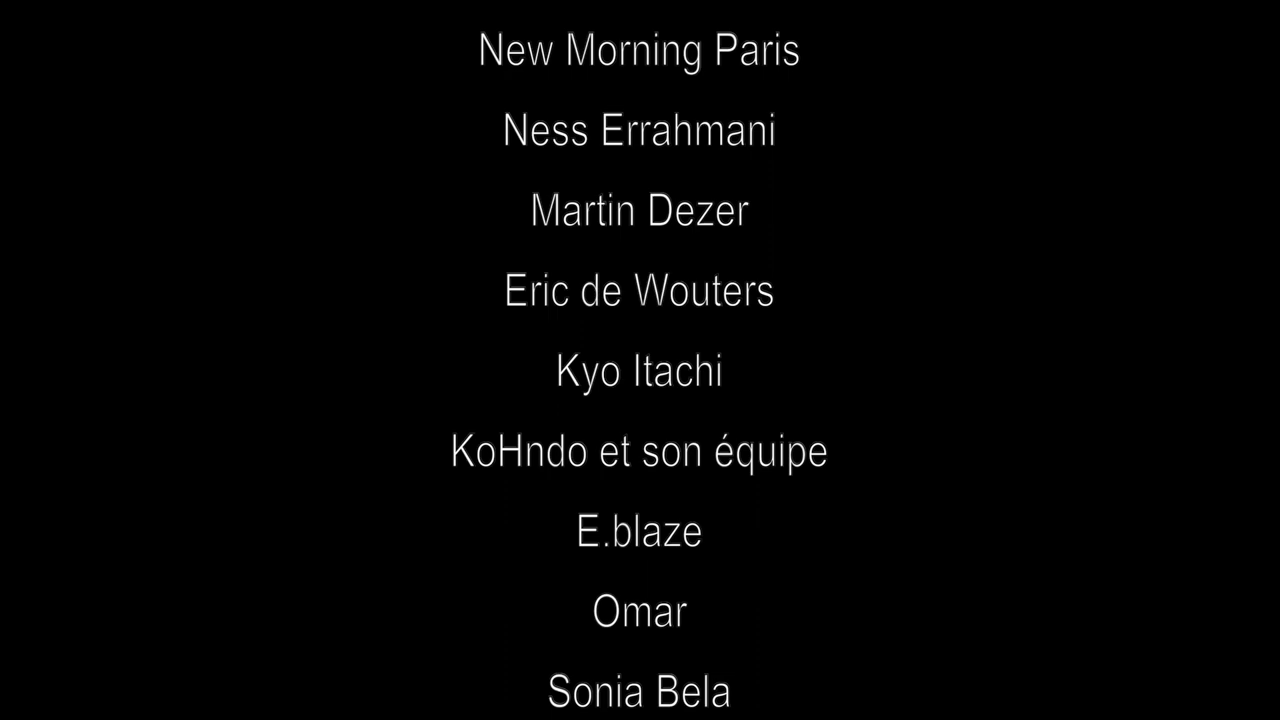 New Morning Paris
Ness Errahmani
Martin Dezer
Eric de Wouters
Kyo Itachi
KoHndo et son équipe
E.blaze
Omar
Sonia Bela